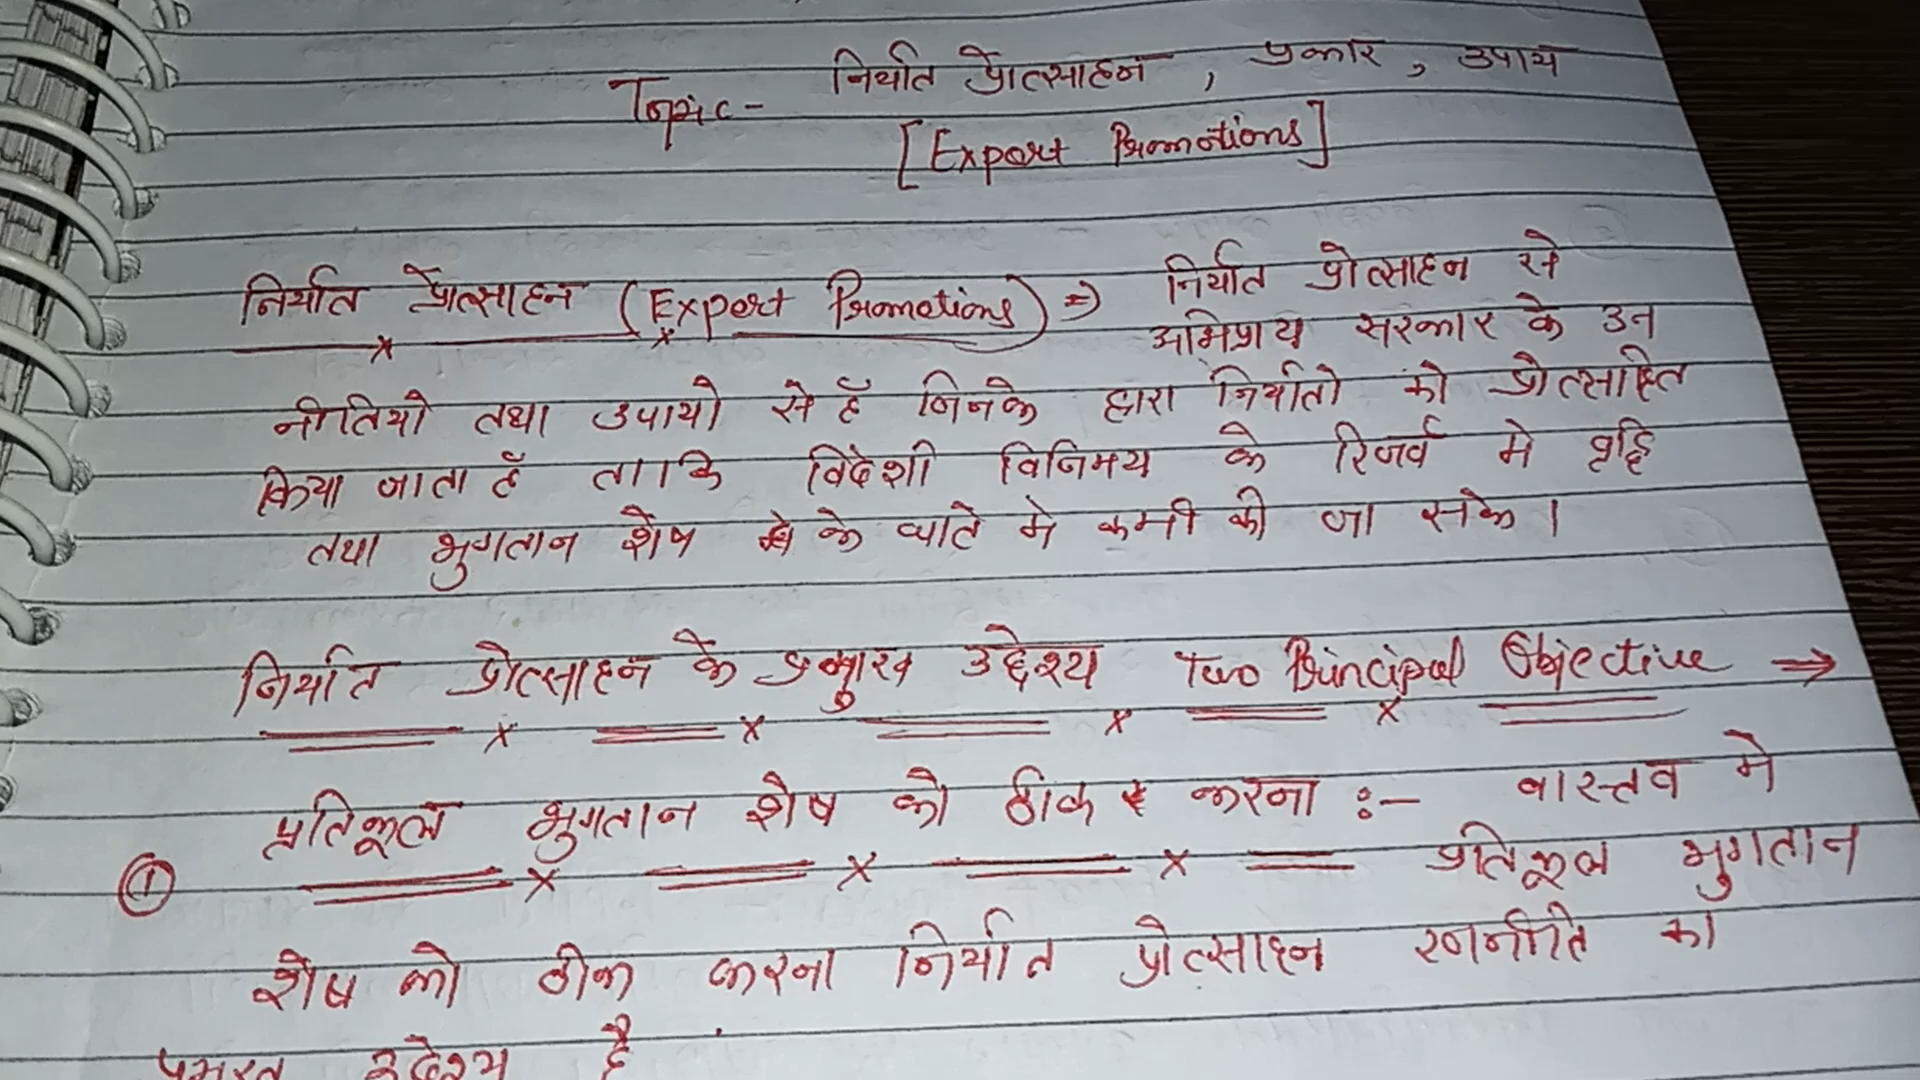 Topic - निर्यात प्रोत्साहन , प्रकार , उपाय
[Export Promotions]
निर्यात प्रोत्साहन (Export Promotions) ⇒ निर्यात प्रोत्साहन से
अभिप्राय सरकार के उन
नीतियो तथा उपायो से हैं जिनके द्वारा निर्यातो को प्रोत्साहित
किया जाता हैं ताकि विदेशी विनिमय के रिजर्व मे वृद्धि
तथा भुगतान शेष के घाटे मे कमी की जा सके ।
निर्यात प्रोत्साहन के प्रमुख उद्देश्य Two Principal Objective ⇒
① प्रतिकूल भुगतान शेष को ठीक करना :- वास्तव मे
प्रतिकूल भुगतान
शेष को ठीक करना निर्यात प्रोत्साहन रणनीति का
प्रमुख उद्देश्य है